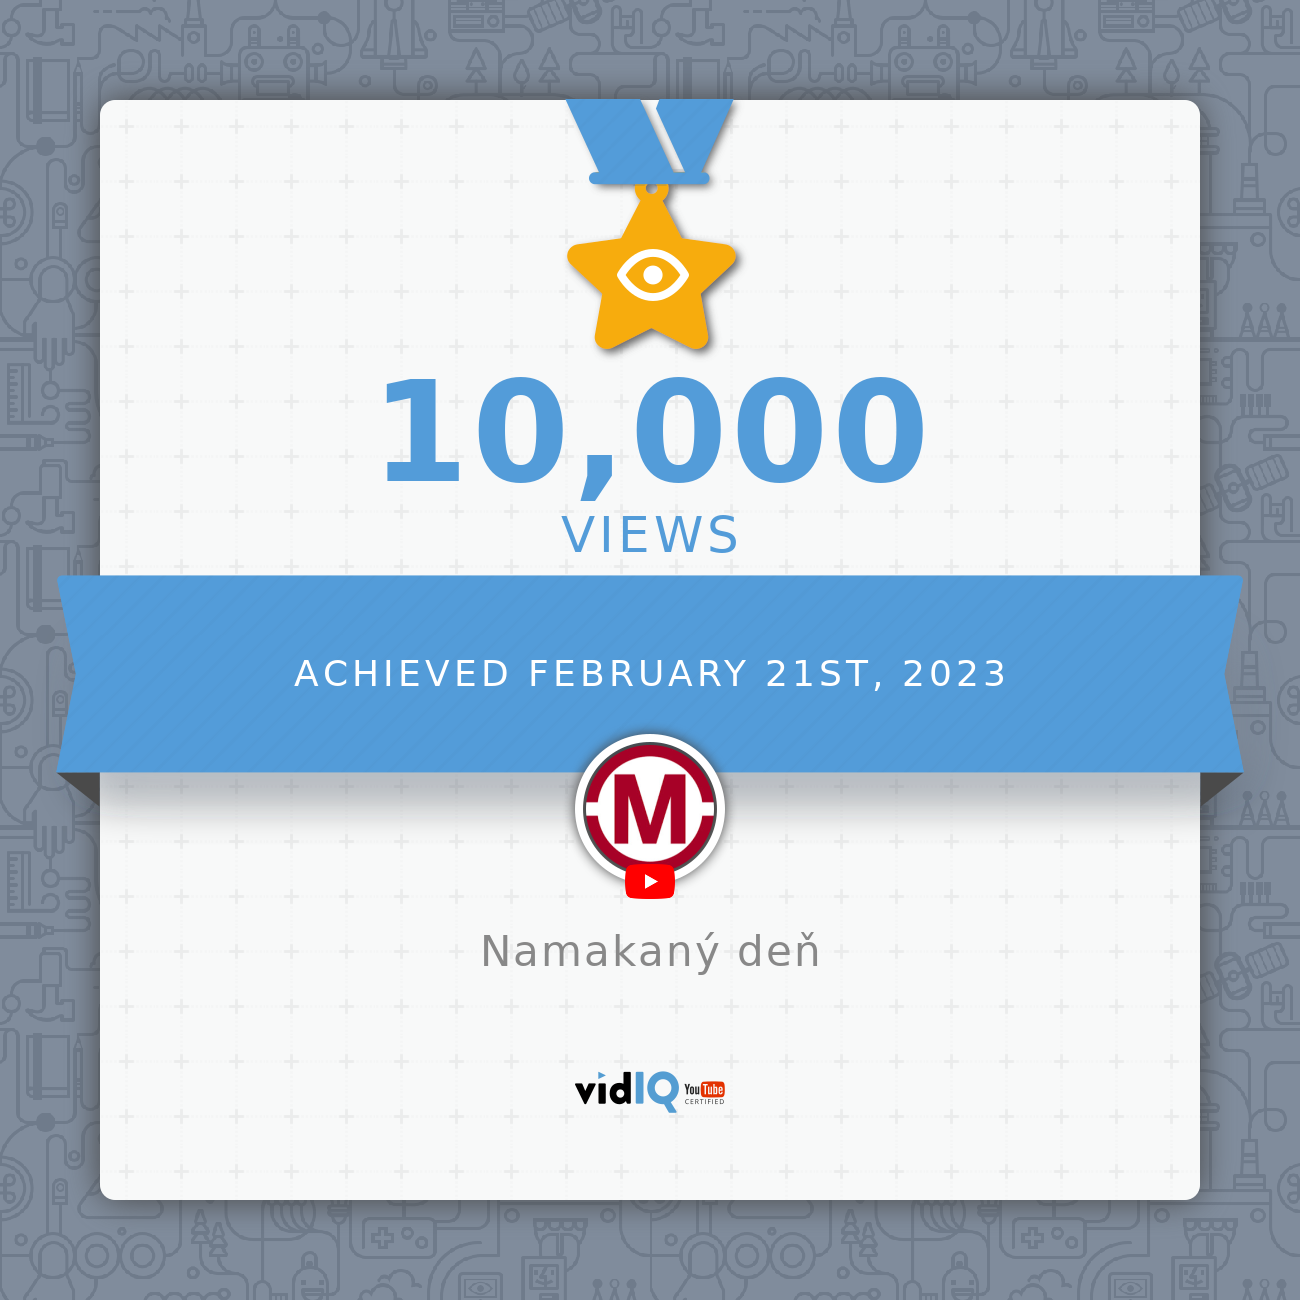 10,000
VIEWS
ACHIEVED FEBRUARY 21ST, 2023
M
Namakaný deň
vidIQ YouTube
CERTIFIED